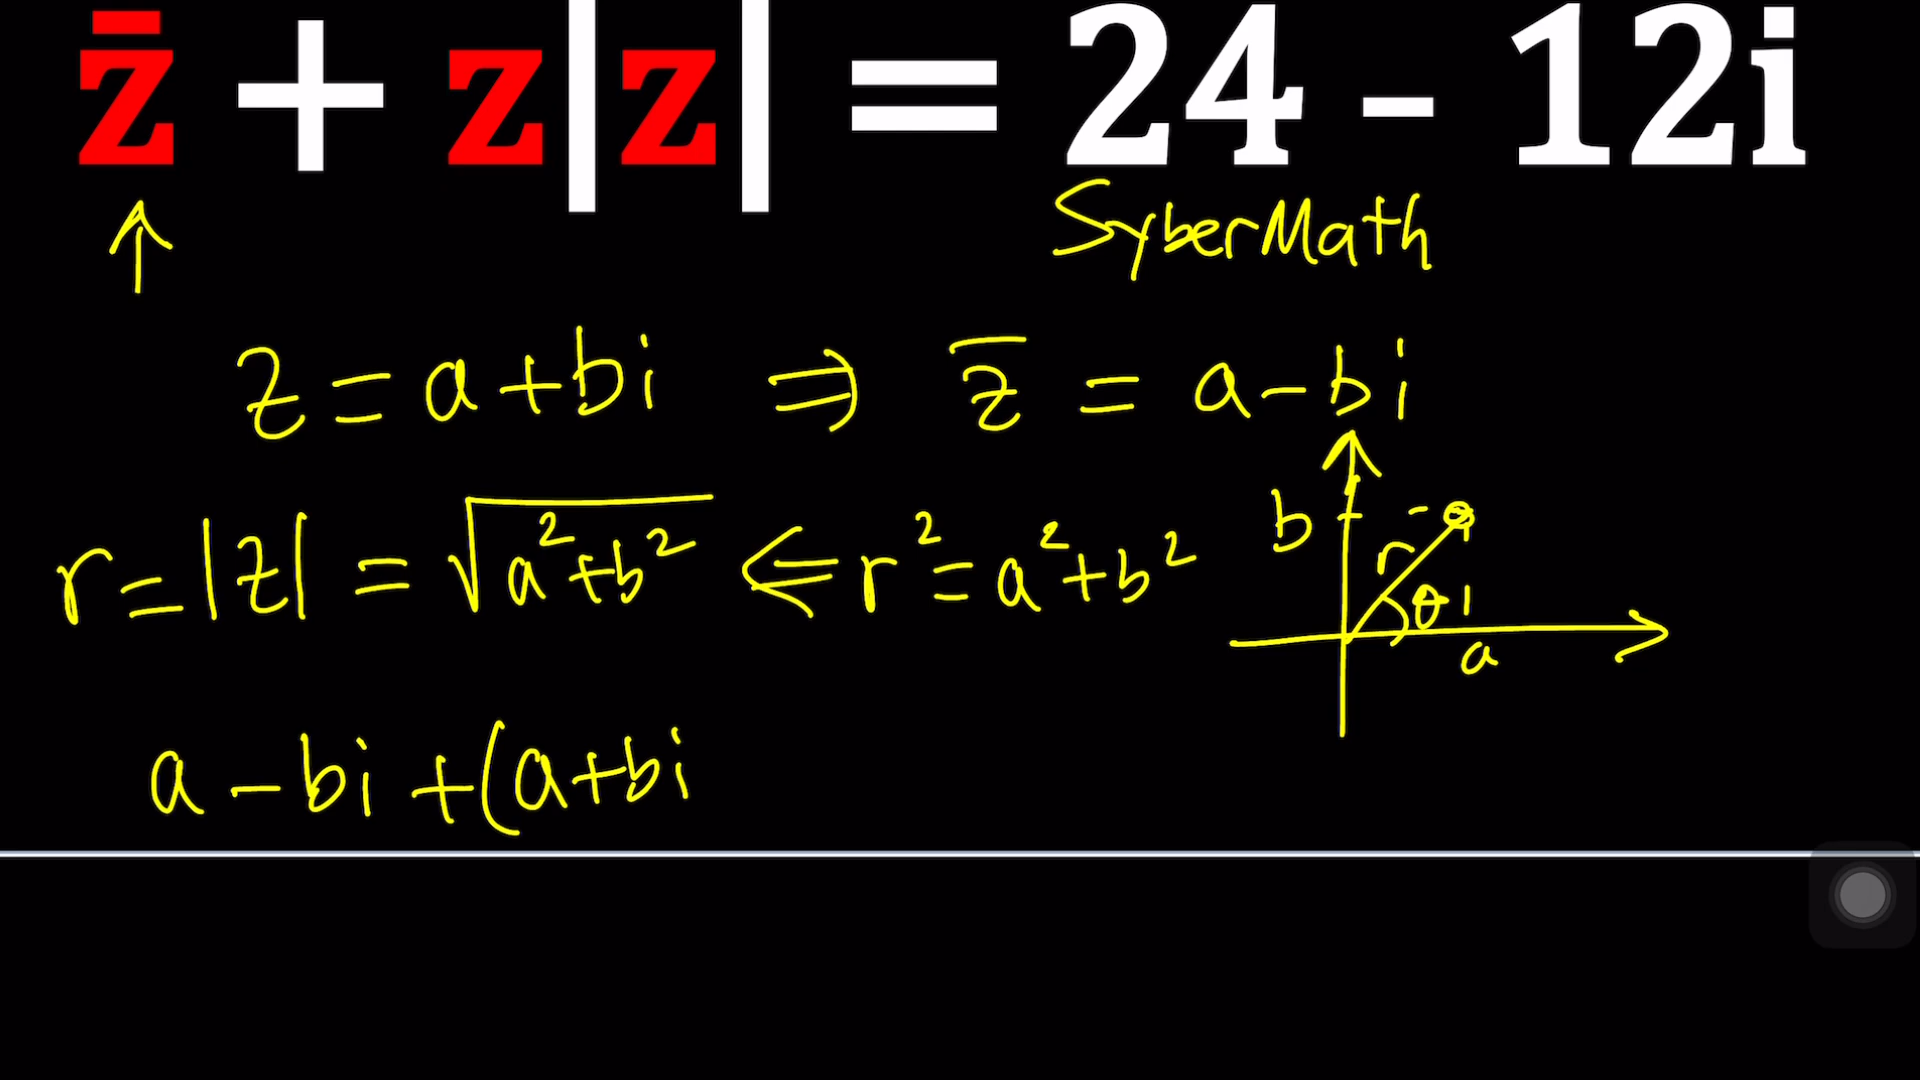 z̄ + z|z| = 24 - 12i
SyberMath
z = a + bi ⇒ z̄ = a - bi
r = |z| = √(a²+b²) ⇐ r² = a² + b²
b
r
θ
a
a - bi + (a + bi